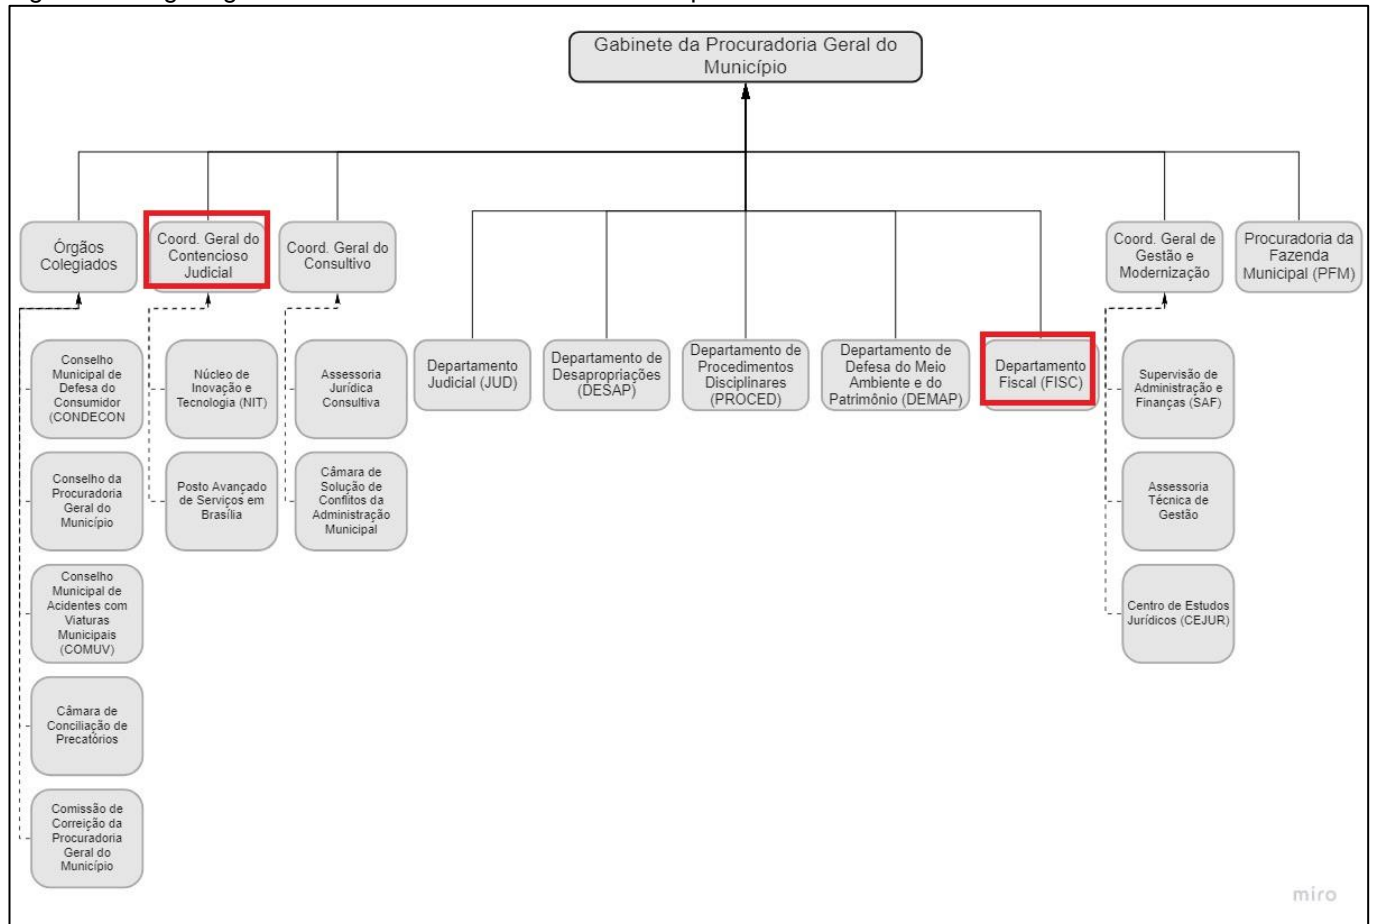 Gabinete da Procuradoria Geral do
Município
Órgãos
Colegiados
Coord. Geral do
Contencioso
Judicial
Coord. Geral do
Consultivo
Coord. Geral de
Gestão e
Modernização
Procuradoria da
Fazenda
Municipal (PFM)
Departamento
Judicial (JUD)
Departamento de
Desapropriações
(DESAP)
Departamento de
Procedimentos
Disciplinares
(PROCED)
Departamento de
Defesa do Meio
Ambiente e do
Patrimônio (DEMAP)
Departamento
Fiscal (FISC)
Conselho
Municipal de
Defesa do
Consumidor
(CONDECON
Núcleo de
Inovação e
Tecnologia (NIT)
Assessoria
Jurídica
Consultiva
Supervisão de
Administração e
Finanças (SAF)
Conselho da
Procuradoria
Geral do
Município
Posto Avançado
de Serviços em
Brasília
Câmara de
Solução de
Conflitos da
Administração
Municipal
Assessoria
Técnica de
Gestão
Conselho
Municipal de
Acidentes com
Viaturas
Municipais
(COMUV)
Centro de Estudos
Jurídicos (CEJUR)
Câmara de
Conciliação de
Precatórios
Comissão de
Correição da
Procuradoria
Geral do
Município
miro